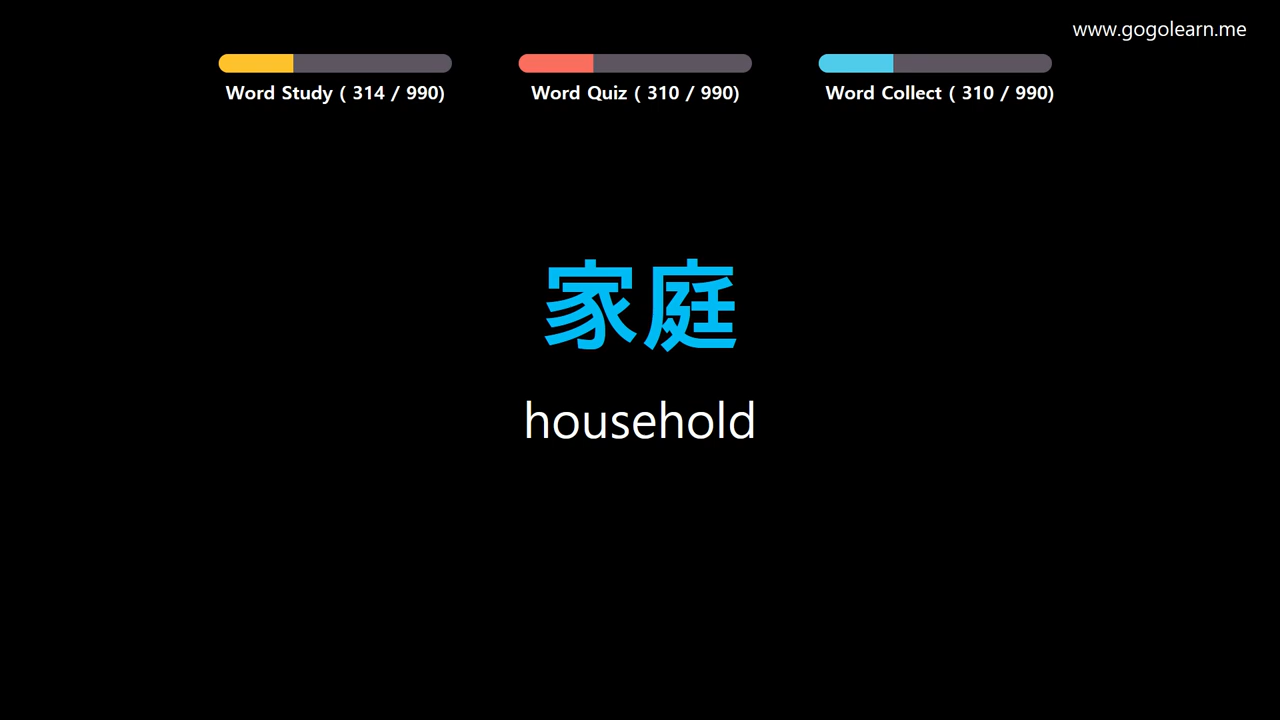 www.gogolearn.me
Word Study ( 314 / 990)
Word Quiz ( 310 / 990)
Word Collect ( 310 / 990)
家庭
household